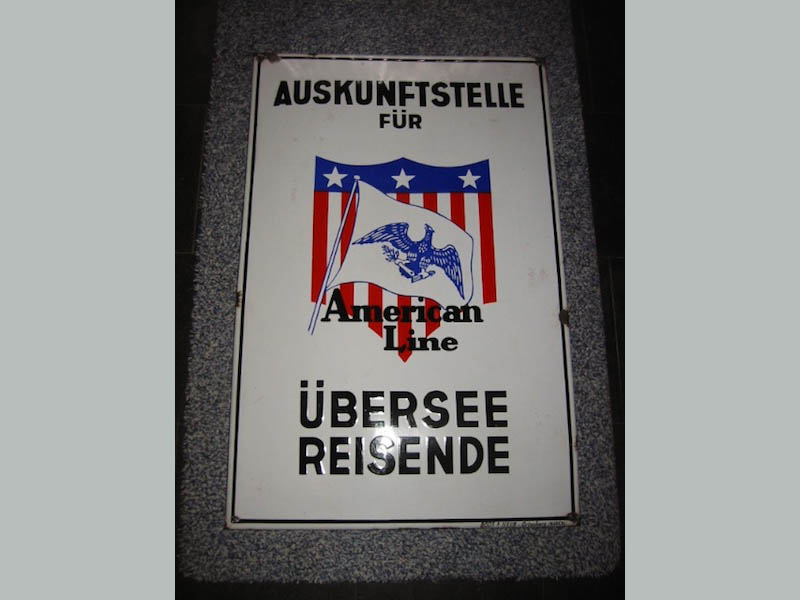 AUSKUNFTSTELLE
FÜR
American
Line
ÜBERSEE
REISENDE